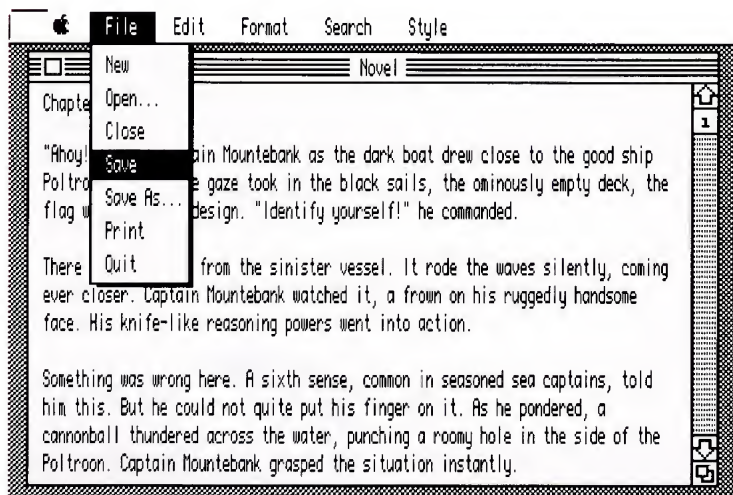 File Edit Format Search Style
Novel
New
Open...
Close
Save
Save As...
Print
Quit
1
"Ahoy! Mountebank as the dark boat drew close to the good ship
gaze took in the black sails, the ominously empty deck, the
flag design. "Identify yourself!" he commanded.
There from the sinister vessel. It rode the waves silently, coming
ever closer. Captain Mountebank watched it, a frown on his ruggedly handsome
face. His knife-like reasoning powers went into action.
Something was wrong here. A sixth sense, common in seasoned sea captains, told
him this. But he could not quite put his finger on it. As he pondered, a
cannonball thundered across the water, punching a roomy hole in the side of the
Poltroon. Captain Mountebank grasped the situation instantly.